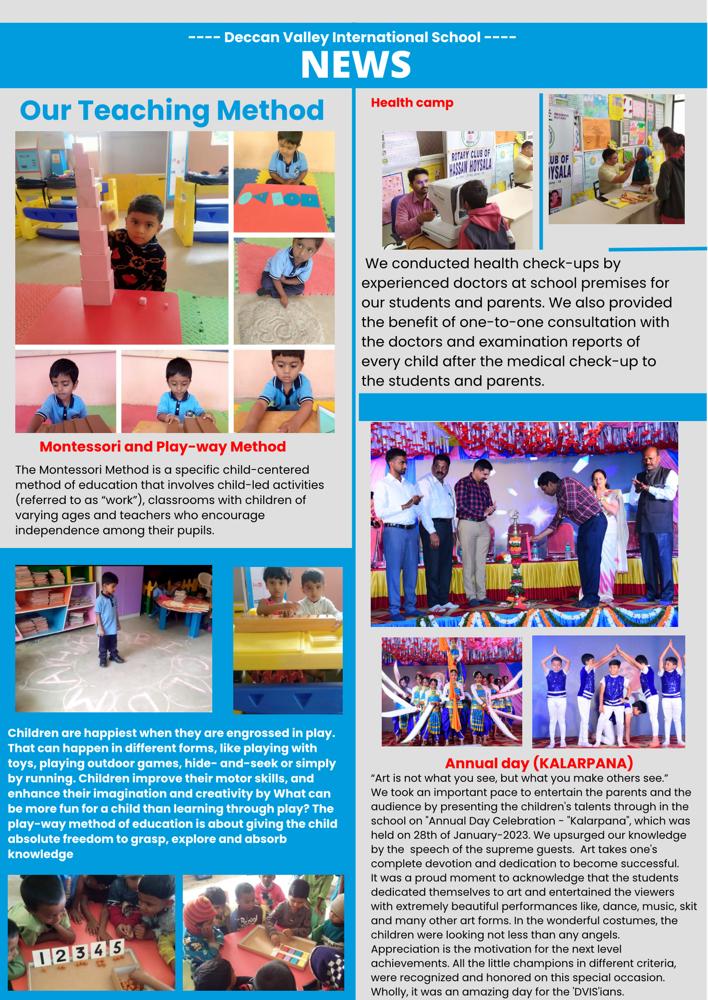 ---- Deccan Valley International School ----
NEWS
Our Teaching Method
Montessori and Play-way Method
The Montessori Method is a specific child-centered
method of education that involves child-led activities
(referred to as “work”), classrooms with children of
varying ages and teachers who encourage
independence among their pupils.
Children are happiest when they are engrossed in play.
That can happen in different forms, like playing with
toys, playing outdoor games, hide- and-seek or simply
by running. Children improve their motor skills, and
enhance their imagination and creativity by What can
be more fun for a child than learning through play? The
play-way method of education is about giving the child
absolute freedom to grasp, explore and absorb
knowledge
1 2 3 4 5
Health camp
ROTARY CLUB OF
HASSAN HOYSALA
UB OF
YSALA
We conducted health check-ups by
experienced doctors at school premises for
our students and parents. We also provided
the benefit of one-to-one consultation with
the doctors and examination reports of
every child after the medical check-up to
the students and parents.
Annual day (KALARPANA)
“Art is not what you see, but what you make others see.”
We took an important pace to entertain the parents and the
audience by presenting the children's talents through in the
school on "Annual Day Celebration - "Kalarpana", which was
held on 28th of January-2023. We upsurged our knowledge
by the  speech of the supreme guests.  Art takes one's
complete devotion and dedication to become successful.
It was a proud moment to acknowledge that the students
dedicated themselves to art and entertained the viewers
with extremely beautiful performances like, dance, music, skit
and many other art forms. In the wonderful costumes, the
children were looking not less than any angels.
Appreciation is the motivation for the next level
achievements. All the little champions in different criteria,
were recognized and honored on this special occasion.
Wholly, it was an amazing day for the 'DVIS'ians.